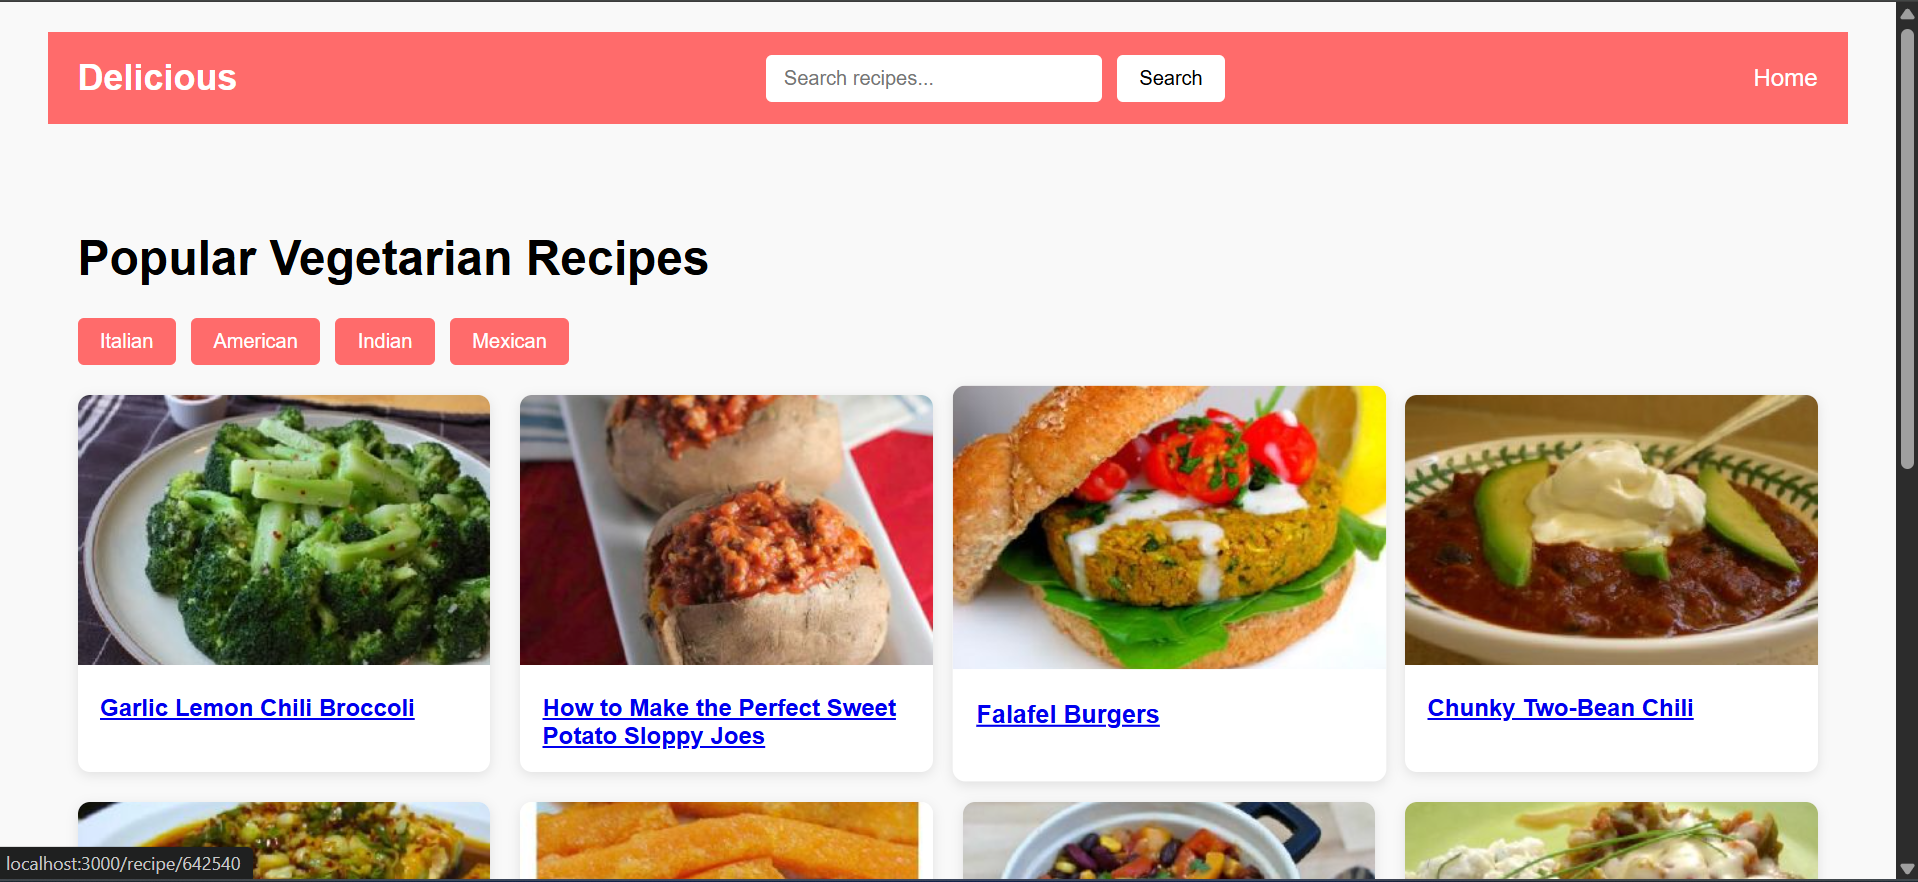 Delicious
Search recipes...
Search
Home
Popular Vegetarian Recipes
Italian
American
Indian
Mexican
Garlic Lemon Chili Broccoli
How to Make the Perfect Sweet
Potato Sloppy Joes
Falafel Burgers
Chunky Two-Bean Chili
localhost:3000/recipe/642540